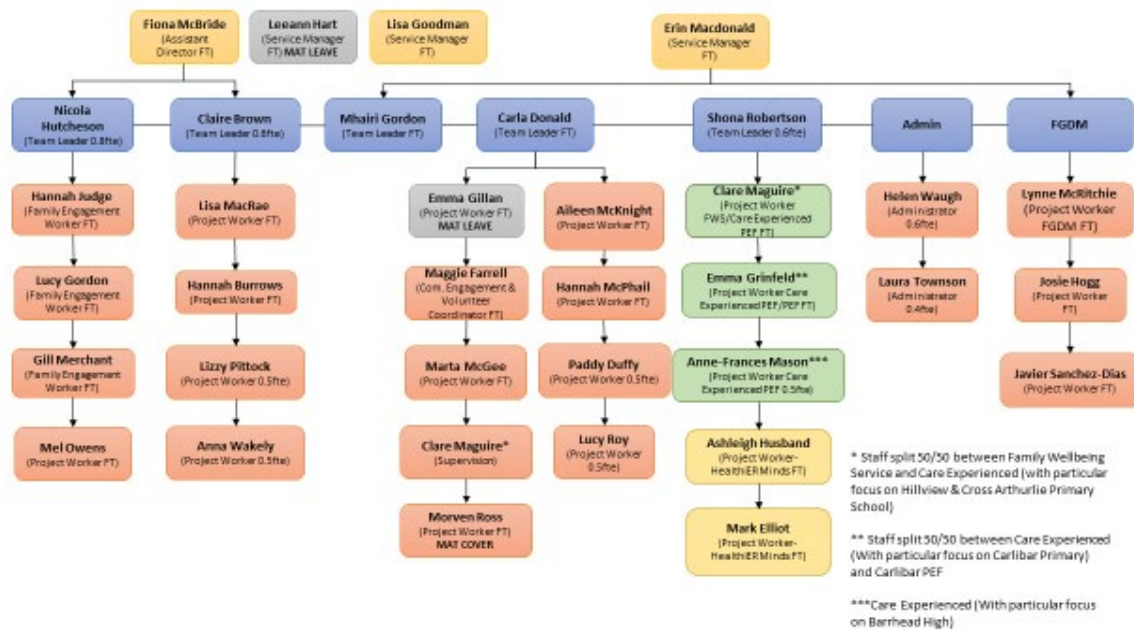 Fiona McBride
(Assistant
Director FT)
Leeann Hart
(Service Manager
FT) MAT LEAVE
Lisa Goodman
(Service Manager
FT)
Erin Macdonald
(Service Manager
FT)
Nicola
Hutcheson
(Team Leader 0.8fte)
Claire Brown
(Team Leader 0.6fte)
Mhairi Gordon
(Team Leader FT)
Carla Donald
(Team Leader FT)
Shona Robertson
(Team Leader 0.6fte)
Admin
FGDM
Hannah Judge
(Family Engagement
Worker FT)
Lucy Gordon
(Family Engagement
Worker FT)
Gill Merchant
(Family Engagement
Worker FT)
Mel Owens
(Project Worker FT)
Lisa MacRae
(Project Worker FT)
Hannah Burrows
(Project Worker FT)
Lizzy Pittock
(Project Worker 0.5fte)
Anna Wakely
(Project Worker 0.5fte)
Emma Gillan
(Project Worker FT)
MAT LEAVE
Maggie Farrell
(Com. Engagement &
Volunteer
Coordinator FT)
Marta McGee
(Project Worker FT)
Clare Maguire*
(Supervision)
Morven Ross
(Project Worker FT)
MAT COVER
Aileen McKnight
(Project Worker FT)
Hannah McPhail
(Project Worker FT)
Paddy Duffy
(Project Worker 0.5fte)
Lucy Roy
(Project Worker
0.5fte)
Clare Maguire*
(Project Worker
FWS/Care Experienced
PEF FT)
Emma Grinfeld**
(Project Worker Care
Experienced PEF/PEF FT)
Anne-Frances Mason***
(Project Worker Care
Experienced PEF 0.5fte)
Ashleigh Husband
(Project Worker-
HealthiER Minds FT)
Mark Elliot
(Project Worker-
HealthiER Minds FT)
Helen Waugh
(Administrator
0.6fte)
Laura Townson
(Administrator
0.4fte)
Lynne McRitchie
(Project Worker
FGDM FT)
Josie Hogg
(Project Worker
FT)
Javier Sanchez-Dias
(Project Worker FT)
* Staff split 50/50 between Family Wellbeing
Service and Care Experienced (with particular
focus on Hillview & Cross Arthurlie Primary
School)
** Staff split 50/50 between Care Experienced
(With particular focus on Carlibar Primary)
and Carlibar PEF
***Care Experienced (With particular focus
on Barrhead High)